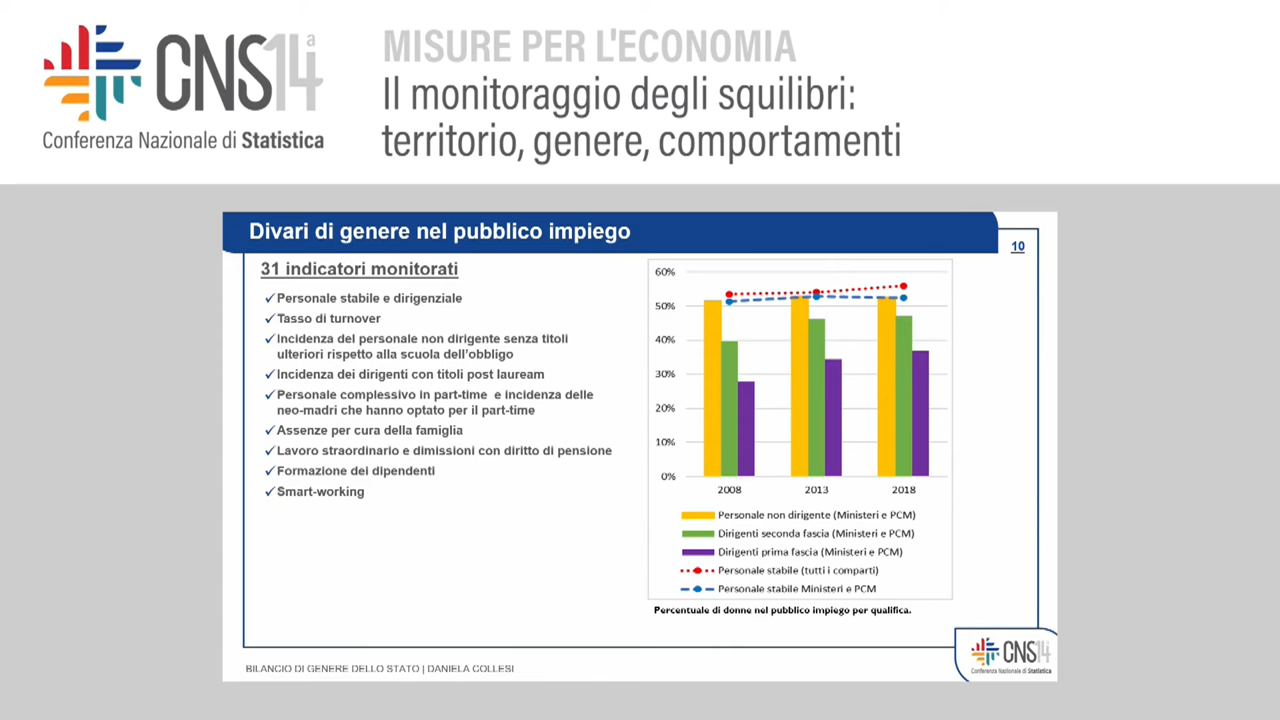 CNS14a
Conferenza Nazionale di Statistica
MISURE PER L'ECONOMIA
Il monitoraggio degli squilibri:
territorio, genere, comportamenti
Divari di genere nel pubblico impiego
10
31 indicatori monitorati
✓Personale stabile e dirigenziale
✓Tasso di turnover
✓Incidenza del personale non dirigente senza titoli
ulteriori rispetto alla scuola dell'obbligo
✓Incidenza dei dirigenti con titoli post lauream
✓Personale complessivo in part-time e incidenza delle
neo-madri che hanno optato per il part-time
✓Assenze per cura della famiglia
✓Lavoro straordinario e dimissioni con diritto di pensione
✓Formazione dei dipendenti
✓Smart-working
60%
50%
40%
30%
20%
10%
0%
2008 2013 2018
Personale non dirigente (Ministeri e PCM)
Dirigenti seconda fascia (Ministeri e PCM)
Dirigenti prima fascia (Ministeri e PCM)
Personale stabile (tutti i comparti)
Personale stabile Ministeri e PCM
Percentuale di donne nel pubblico impiego per qualifica.
BILANCIO DI GENERE DELLO STATO | DANIELA COLLESI
CNS14a
Conferenza Nazionale di Statistica